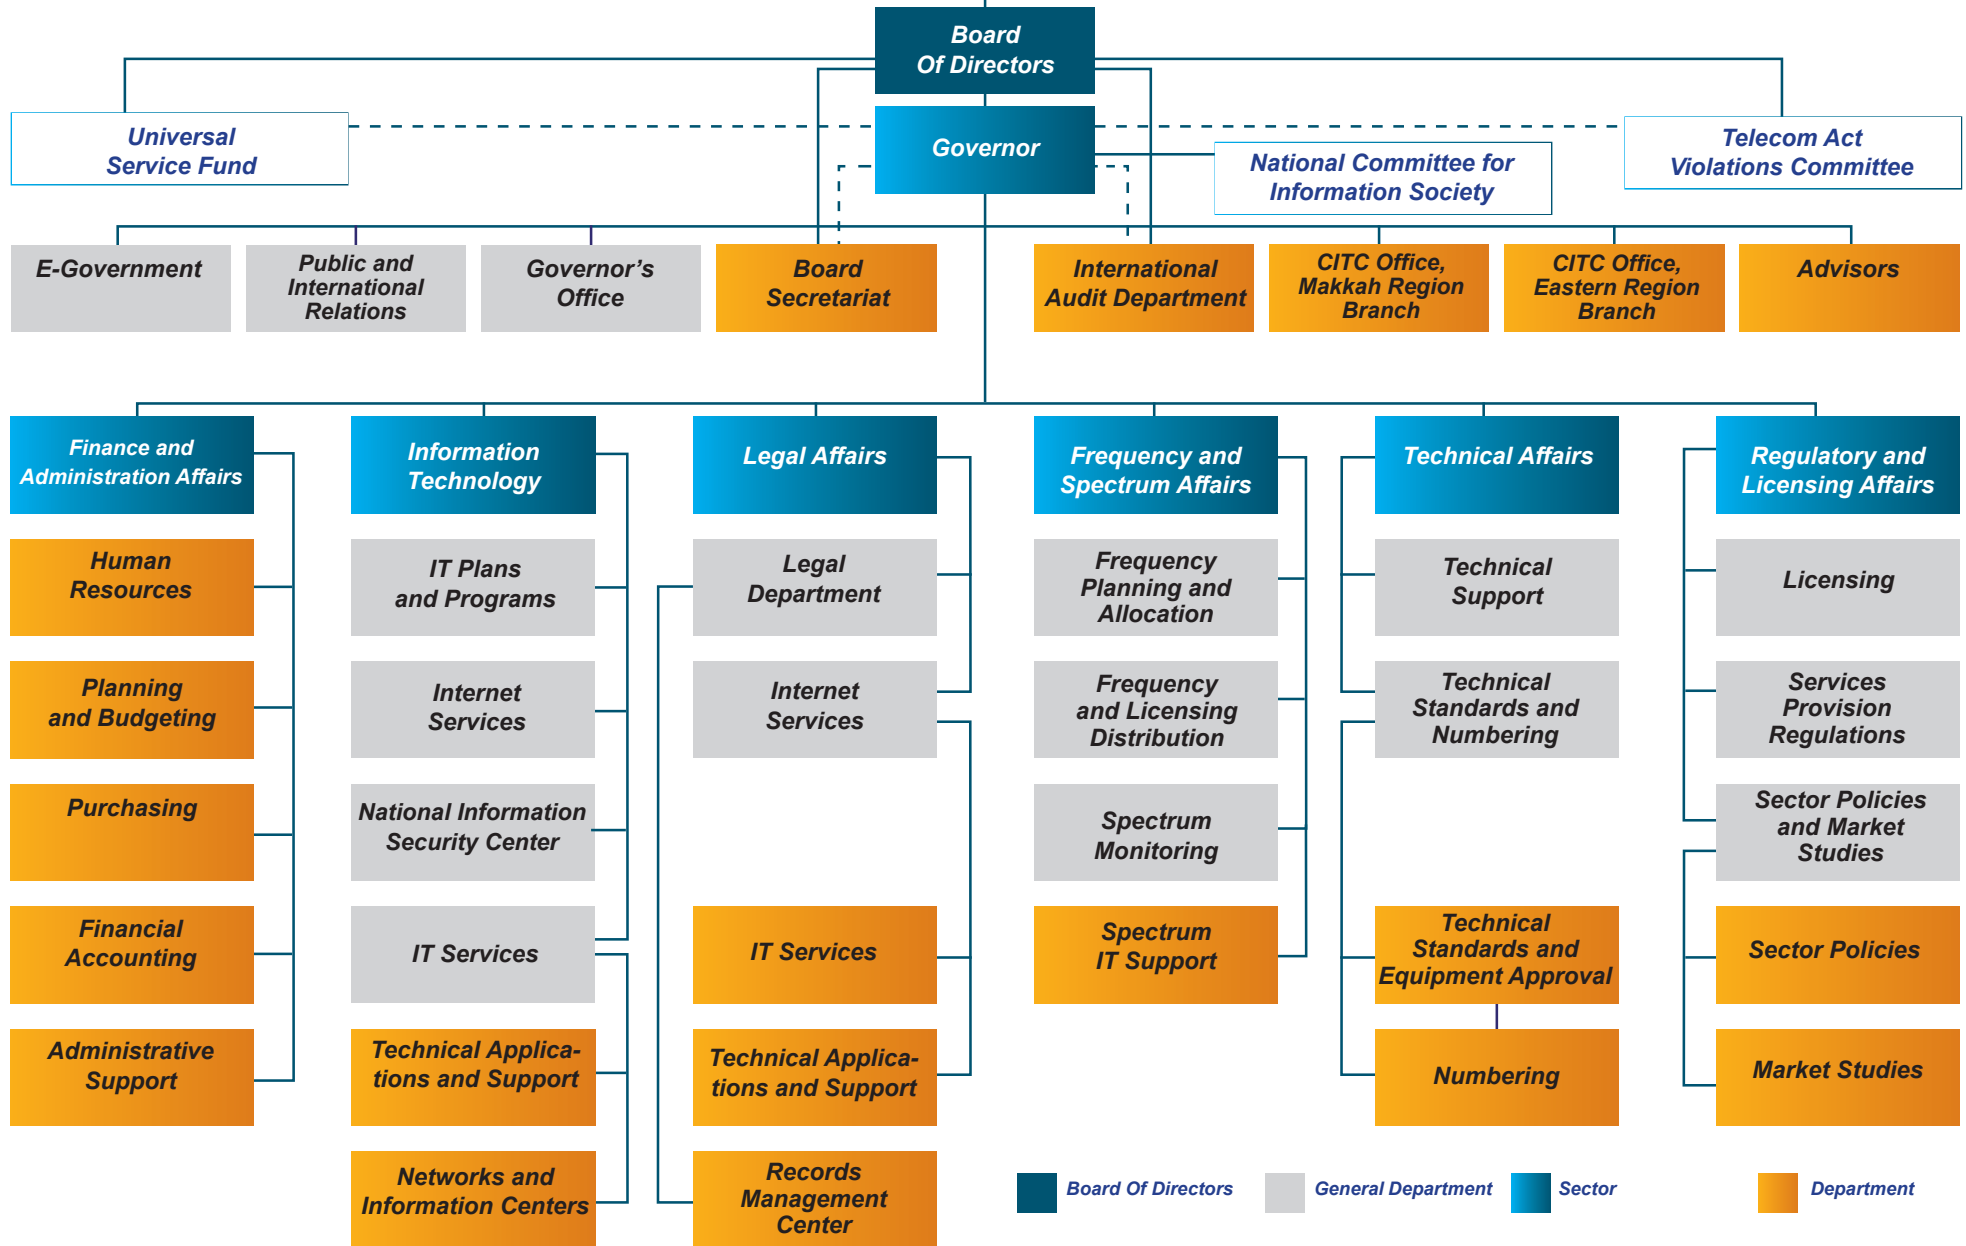 Board
Of Directors
Universal
Service Fund
Governor
National Committee for
Information Society
Telecom Act
Violations Committee
E-Government
Public and
International
Relations
Governor's
Office
Board
Secretariat
International
Audit Department
CITC Office,
Makkah Region
Branch
CITC Office,
Eastern Region
Branch
Advisors
Finance and
Administration Affairs
Human
Resources
Planning
and Budgeting
Purchasing
Financial
Accounting
Administrative
Support
Information
Technology
IT Plans
and Programs
Internet
Services
National Information
Security Center
IT Services
Technical Applica-
tions and Support
Networks and
Information Centers
Legal Affairs
Legal
Department
Internet
Services
IT Services
Technical Applica-
tions and Support
Records
Management
Center
Frequency and
Spectrum Affairs
Frequency
Planning and
Allocation
Frequency
and Licensing
Distribution
Spectrum
Monitoring
Spectrum
IT Support
Technical Affairs
Technical
Support
Technical
Standards and
Numbering
Technical
Standards and
Equipment Approval
Numbering
Regulatory and
Licensing Affairs
Licensing
Services
Provision
Regulations
Sector Policies
and Market
Studies
Sector Policies
Market Studies
Board Of Directors
General Department
Sector
Department